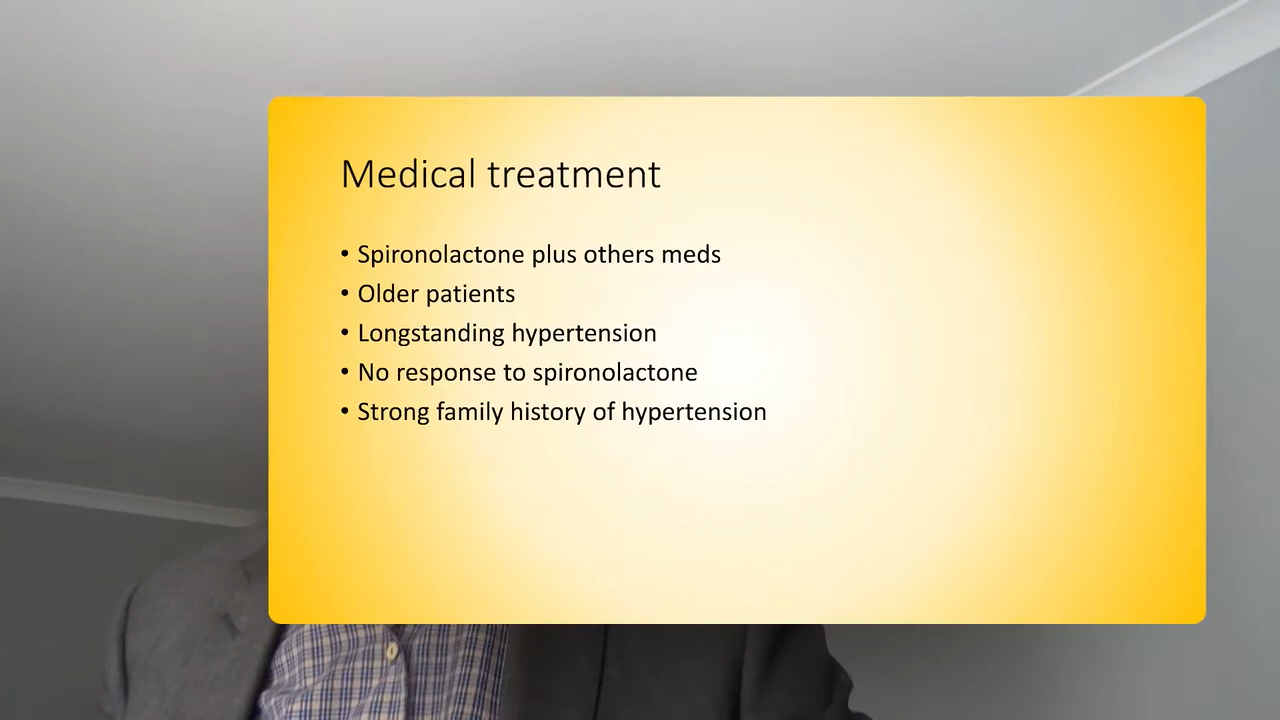 Medical treatment
• Spironolactone plus others meds
• Older patients
• Longstanding hypertension
• No response to spironolactone
• Strong family history of hypertension